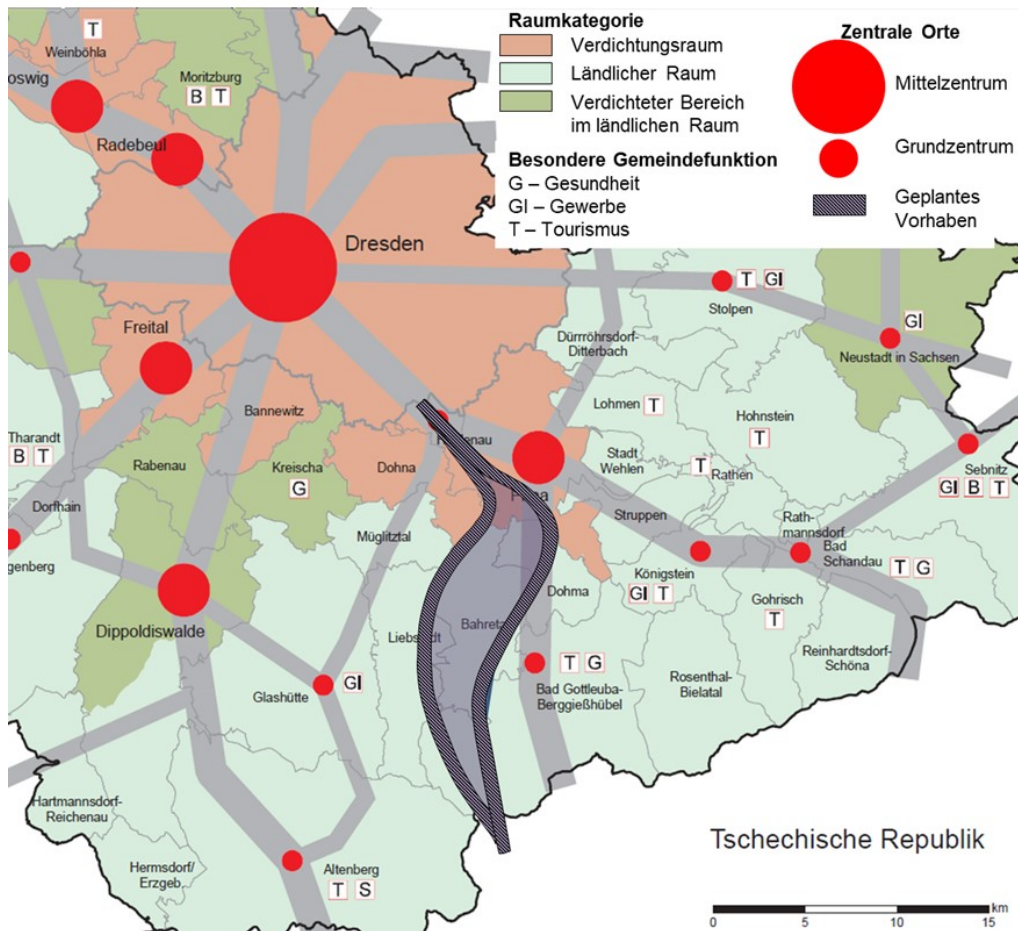 Raumkategorie
Verdichtungsraum
Ländlicher Raum
Verdichteter Bereich
im ländlichen Raum
Besondere Gemeindefunktion
G – Gesundheit
GI – Gewerbe
T – Tourismus
Zentrale Orte
Mittelzentrum
Grundzentrum
Geplantes
Vorhaben
T
Weinböhla
oswig
Moritzburg
B T
Radebeul
Dresden
T GI
Stolpen
Freital
GI
Neustadt in Sachsen
Dürrröhrsdorf-
Dittersbach
Bannewitz
Lohmen T
Hohnstein
T
Tharandt
B T
Rabenau
Kreischa
G
Dohna
Stadt
Wehlen
T
Rathen
Sebnitz
GI B T
Dorfhain
Müglitztal
Struppen
Rath-
mannsdorf
Bad
Schandau
T G
genberg
Königstein
GI T
Dohma
Gohrisch
T
Dippoldiswalde
Reinhardtsdorf-
Schöna
Glashütte
GI
T G
Bad Gottleuba-
Berggießhübel
Rosenthal-
Bielatal
Hartmannsdorf-
Reichenau
Hermsdorf/
Erzgeb.
Altenberg
T S
Tschechische Republik
km
0 5 10 15